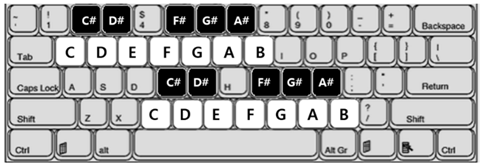 ~ ! 1 C# D# $ 4 F# G# A# * 8 ( 9 ) 0 _ - + = Backspace
Tab C D E F G A B I O P { [ } ] | \
Caps Lock A S D C# D# H F# G# A# : ; " ' Return
Shift Z X C D E F G A B ? / Shift
Ctrl alt Alt Gr Ctrl